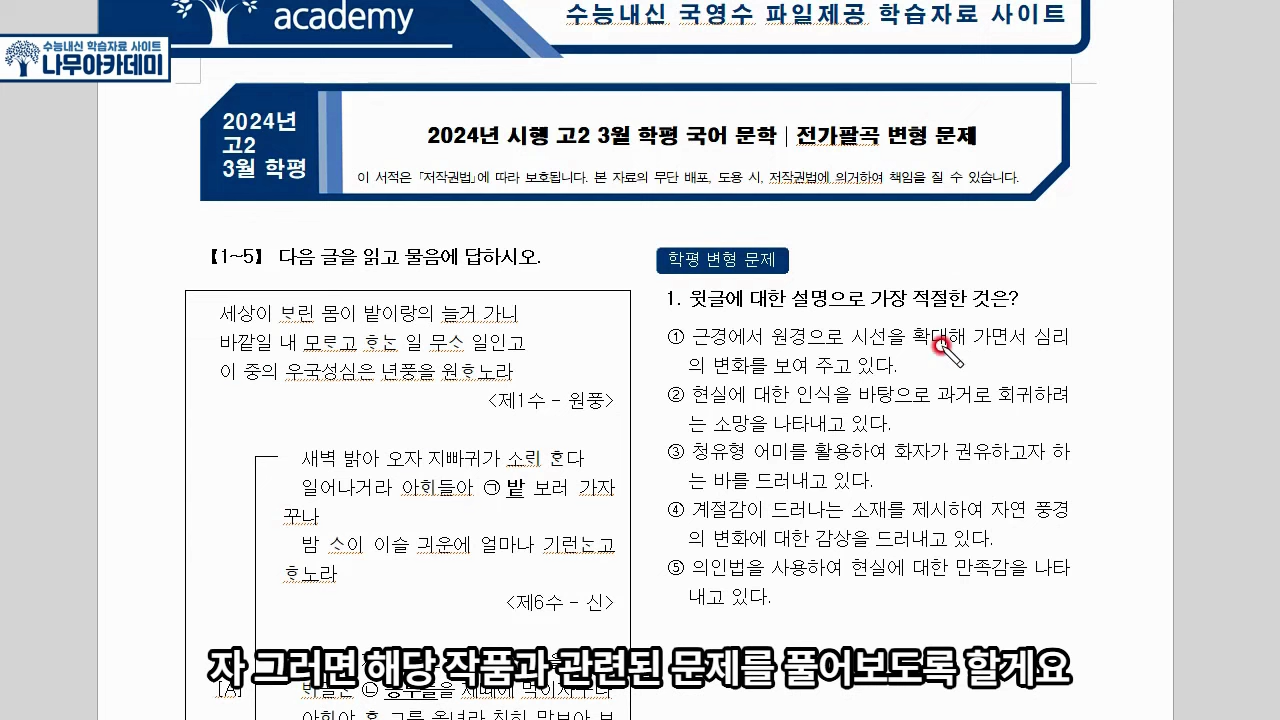 academy
수능내신 국영수 파일제공 학습자료 사이트
수능내신 학습자료 사이트
나무아카데미
2024년
고2
3월 학평
2024년 시행 고2 3월 학평 국어 문학 | 전가팔곡 변형 문제
이 서적은 「저작권법」에 따라 보호됩니다. 본 자료의 무단 배포, 도용 시, 저작권법에 의거하여 책임을 질 수 있습니다.
【1~5】 다음 글을 읽고 물음에 답하시오.
세상이 ᄇᆞ린 몸이 밭이랑의 늘거 가니
바깥일 내 모ᄅᆞ고 ᄒᆞᄂᆞᆫ 일 무ᄉᆞ 일인고
이 중의 우국성심은 년풍을 원ᄒᆞ노라
<제1수 - 원풍>
새벽 밝아 오자 지빠귀가 소ᄅᆡ ᄒᆞᆫ다
일어나거라 아ᄒᆡ들아 ㉠ 밭 보러 가자
꾸나
밤 ᄉᆞ이 이슬 긔운에 얼마나 기런ᄂᆞᆫ고
ᄒᆞ노라
<제6수 - 신>
[A]
학평 변형 문제
1. 윗글에 대한 설명으로 가장 적절한 것은?
① 근경에서 원경으로 시선을 확대해 가면서 심리
의 변화를 보여 주고 있다.
② 현실에 대한 인식을 바탕으로 과거로 회귀하려
는 소망을 나타내고 있다.
③ 청유형 어미를 활용하여 화자가 권유하고자 하
는 바를 드러내고 있다.
④ 계절감이 드러나는 소재를 제시하여 자연 풍경
의 변화에 대한 감상을 드러내고 있다.
⑤ 의인법을 사용하여 현실에 대한 만족감을 나타
내고 있다.
자 그러면 해당 작품과 관련된 문제를 풀어보도록 할게요